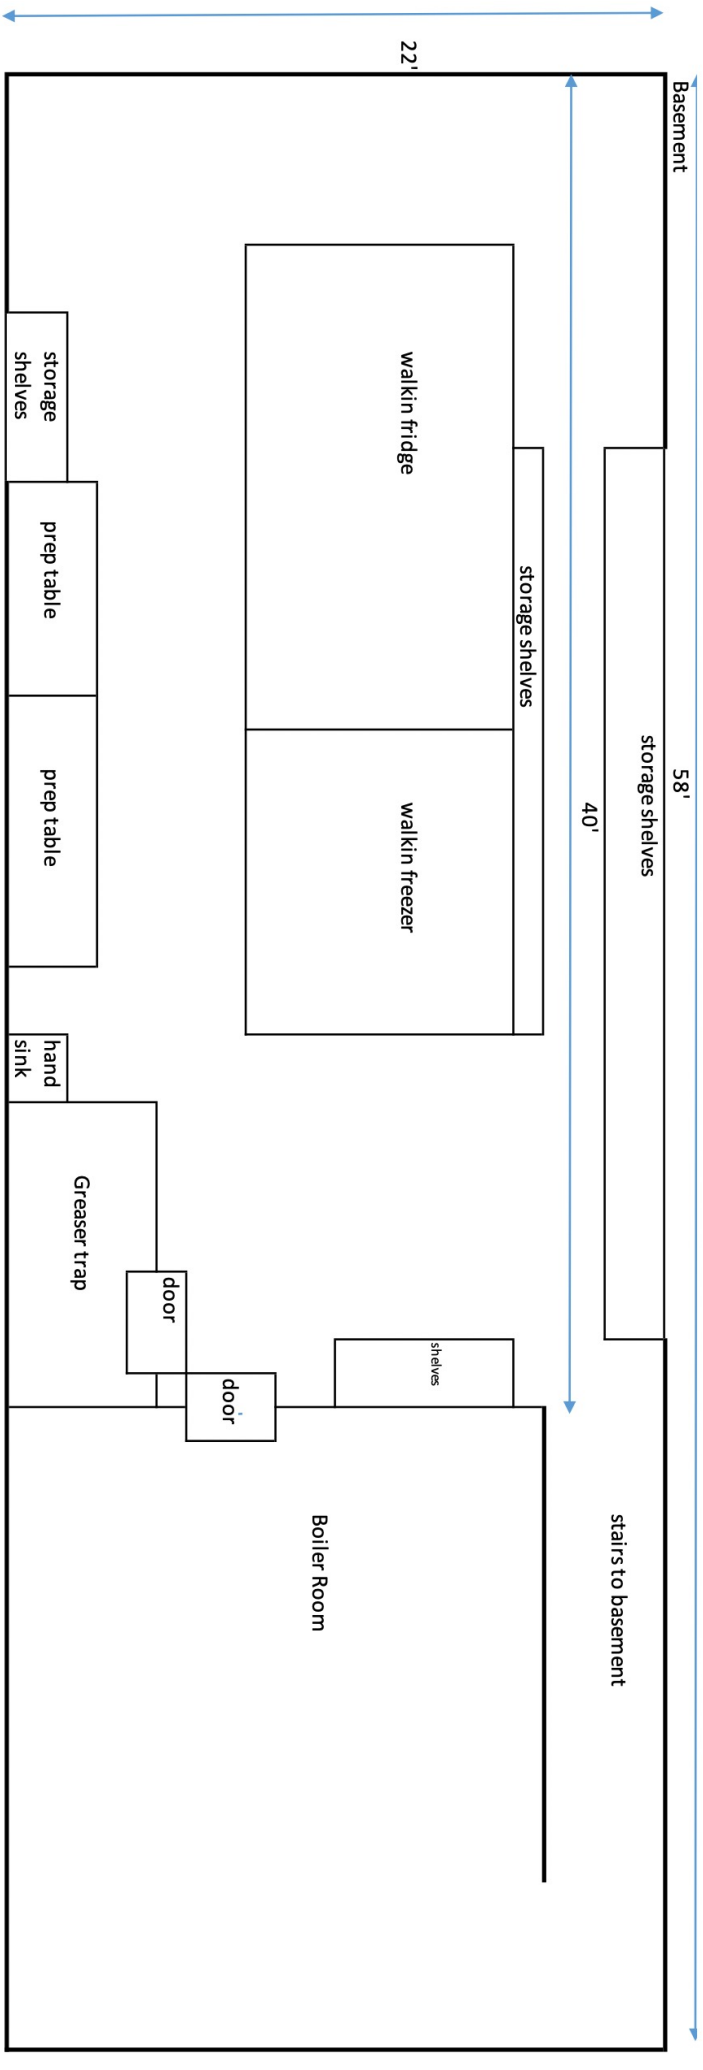 Basement
58'
storage shelves
stairs to basement
40'
storage shelves
22'
walkin fridge
walkin freezer
shelves
Boiler Room
door
door
storage
shelves
prep table
prep table
hand
sink
Greaser trap